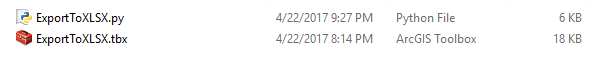 ExportToXLSX.py 4/22/2017 9:27 PM Python File 6 KB
ExportToXLSX.tbx 4/22/2017 8:14 PM ArcGIS Toolbox 18 KB